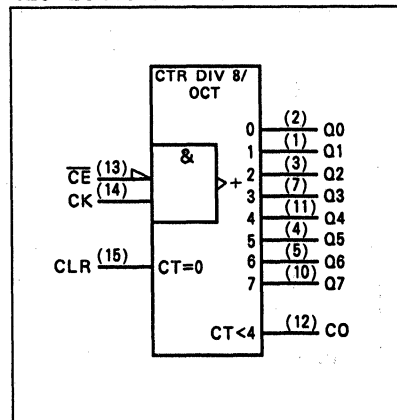 CTR DIV 8/
OCT
&
+
C̅E̅ (13)
CK (14)
CLR (15) CT=0
0 (2) Q0
1 (1) Q1
2 (3) Q2
3 (7) Q3
4 (11) Q4
5 (4) Q5
6 (5) Q6
7 (10) Q7
CT<4 (12) CO